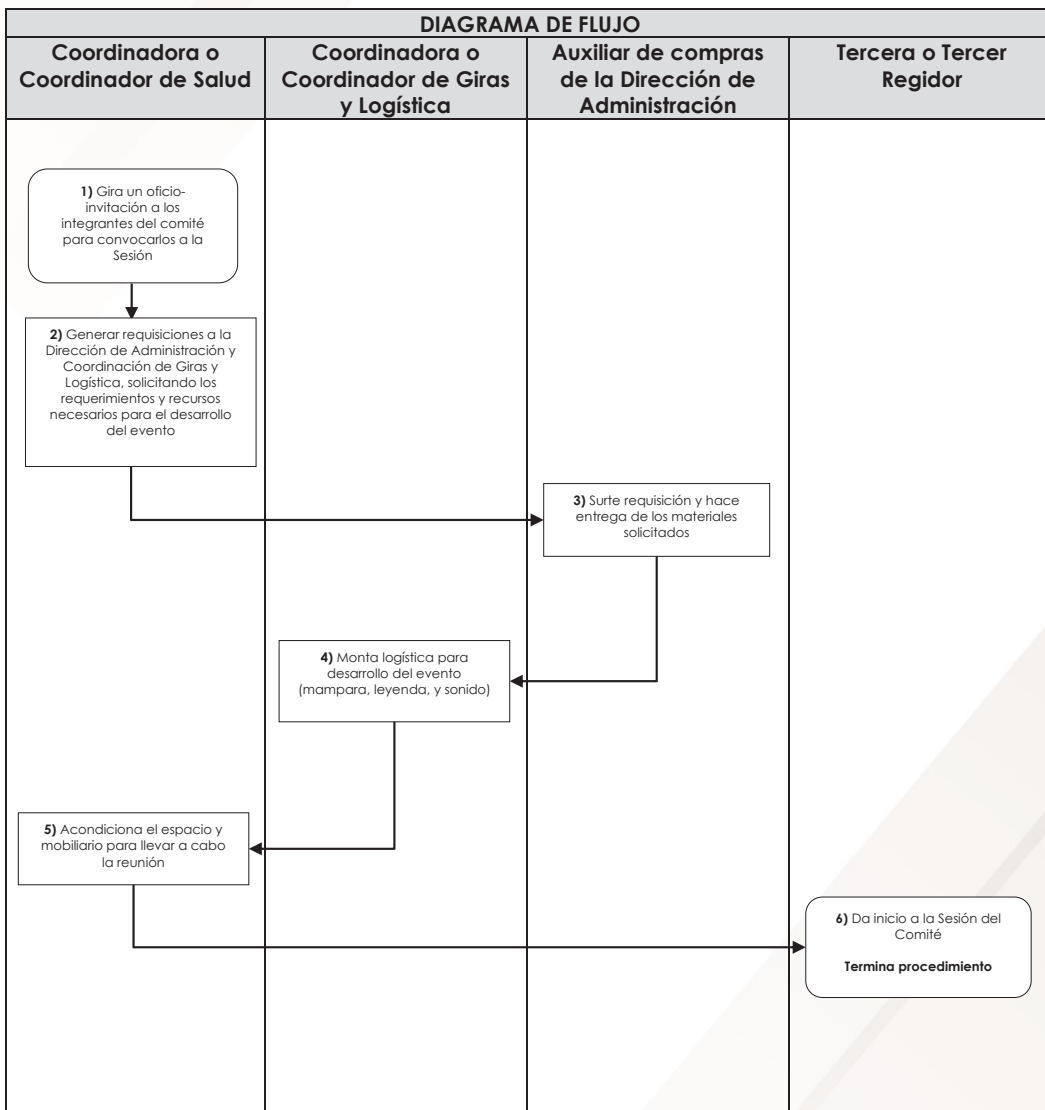 DIAGRAMA DE FLUJO
Coordinadora o
Coordinador de Salud
Coordinadora o
Coordinador de Giras
y Logística
Auxiliar de compras
de la Dirección de
Administración
Tercera o Tercer
Regidor
1) Gira un oficio-
invitación a los
integrantes del comité
para convocarlos a la
Sesión
2) Generar requisiciones a la
Dirección de Administración y
Coordinación de Giras y
Logística, solicitando los
requerimientos y recursos
necesarios para el desarrollo
del evento
3) Surte requisición y hace
entrega de los materiales
solicitados
4) Monta logística para
desarrollo del evento
(mampara, leyenda, y sonido)
5) Acondiciona el espacio y
mobiliario para llevar a cabo
la reunión
6) Da inicio a la Sesión del
Comité
Termina procedimiento